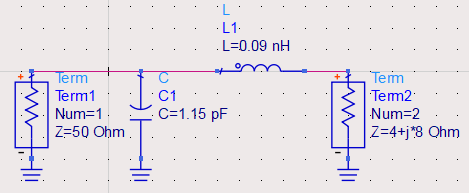 L
L1
L=0.09 nH
+
Term
Term1
Num=1
Z=50 Ohm
-
C
C1
C=1.15 pF
+
Term
Term2
Num=2
Z=4+j*8 Ohm
-